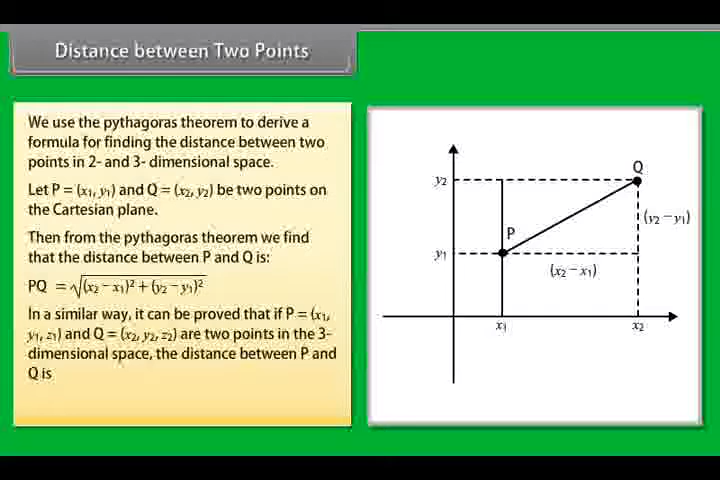 Distance between Two Points
We use the pythagoras theorem to derive a
formula for finding the distance between two
points in 2- and 3- dimensional space.
Let P = (x₁, y₁) and Q = (x₂, y₂) be two points on
the Cartesian plane.
Then from the pythagoras theorem we find
that the distance between P and Q is:
PQ = √(x₂ − x₁)² + (y₂ − y₁)²
In a similar way, it can be proved that if P = (x₁,
y₁, z₁) and Q = (x₂, y₂, z₂) are two points in the 3-
dimensional space, the distance between P and
Q is
Q
y₂
(y₂ − y₁)
P
y₁
(x₂ − x₁)
x₁
x₂